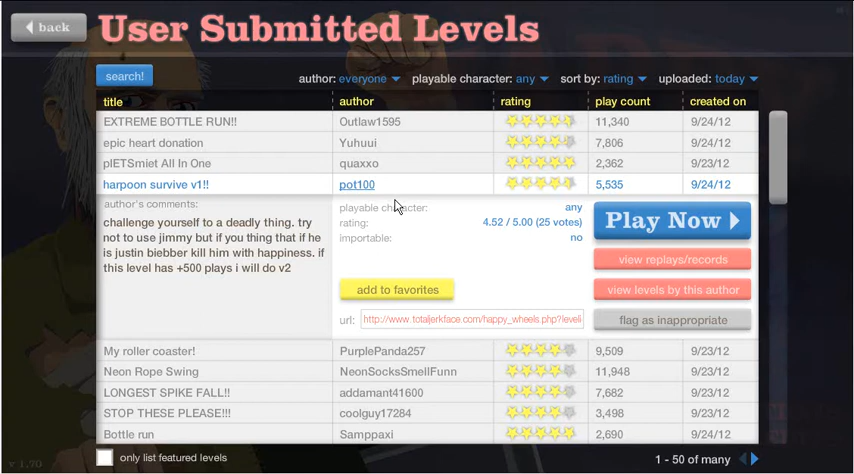 back
User Submitted Levels
search!
author: everyone playable character: any sort by: rating uploaded: today
title author rating play count created on
EXTREME BOTTLE RUN!! Outlaw1595 11,340 9/24/12
epic heart donation Yuhuui 7,806 9/24/12
plETSmiet All In One quaxxo 2,362 9/23/12
harpoon survive v1!! pot100 5,535 9/24/12
author's comments:
challenge yourself to a deadly thing. try
not to use jimmy but if you thing that if he
is justin biebber kill him with happiness. if
this level has +500 plays i will do v2
playable character: any
rating: 4.52 / 5.00 (25 votes)
importable: no
add to favorites
url: http://www.totaljerkface.com/happy_wheels.php?leveli
Play Now
view replays/records
view levels by this author
flag as inappropriate
My roller coaster! PurplePanda257 9,509 9/23/12
Neon Rope Swing NeonSocksSmellFunn 11,948 9/23/12
LONGEST SPIKE FALL!! addamant41600 7,682 9/23/12
STOP THESE PLEASE!!! coolguy17284 3,498 9/23/12
Bottle run Samppaxi 2,690 9/24/12
only list featured levels
1 - 50 of many
v 1.70